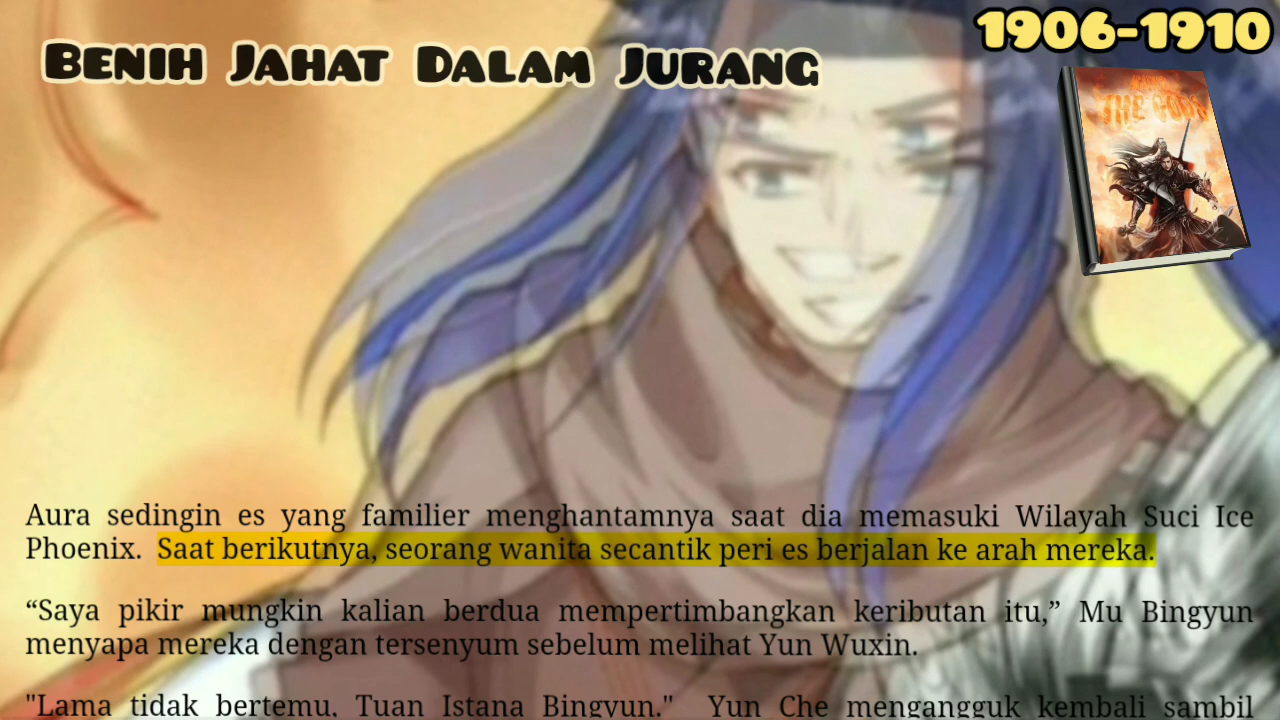 1906-1910
BENIH JAHAT DALAM JURANG
THE GODS
Aura sedingin es yang familier menghantamnya saat dia memasuki Wilayah Suci Ice
Phoenix. Saat berikutnya, seorang wanita secantik peri es berjalan ke arah mereka.
“Saya pikir mungkin kalian berdua mempertimbangkan keributan itu,” Mu Bingyun
menyapa mereka dengan tersenyum sebelum melihat Yun Wuxin.
"Lama tidak bertemu, Tuan Istana Bingyun." Yun Che mengangguk kembali sambil